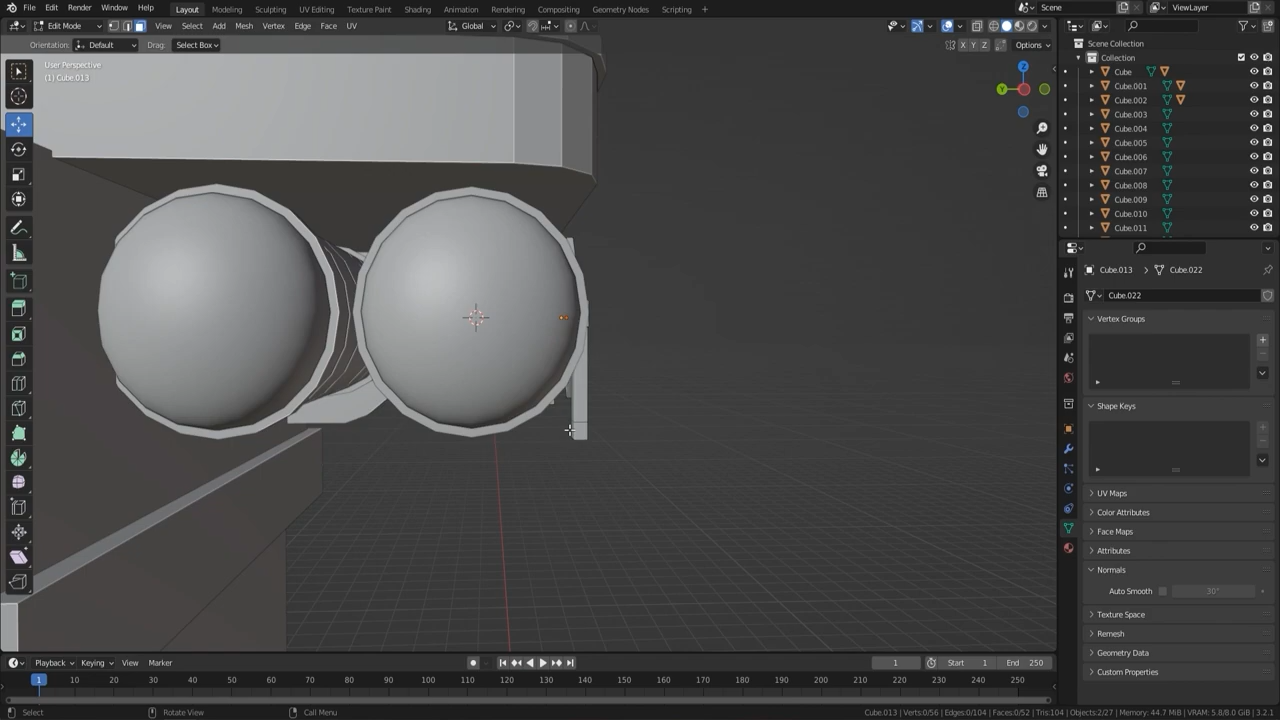 File Edit Render Window Help Layout Modeling Sculpting UV Editing Texture Paint Shading Animation Rendering Compositing Geometry Nodes Scripting + Scene ViewLayer
Edit Mode View Select Add Mesh Vertex Edge Face UV Global
Orientation: Default Drag: Select Box X Y Z Options
User Perspective
(1) Cube.013
Z
Y
Scene Collection
Collection
Cube
Cube.001
Cube.002
Cube.003
Cube.004
Cube.005
Cube.006
Cube.007
Cube.008
Cube.009
Cube.010
Cube.011
Cube.013 > Cube.022
Cube.022
Vertex Groups
Shape Keys
UV Maps
Color Attributes
Face Maps
Attributes
Normals
Auto Smooth 30°
Texture Space
Remesh
Geometry Data
Custom Properties
Playback Keying View Marker 1 Start 1 End 250
1 10 20 30 40 50 60 70 80 90 100 110 120 130 140 150 160 170 180 190 200 210 220 230 240 250
Select Rotate View Call Menu Cube.013 | Verts:0/56 | Edges:0/104 | Faces:0/52 | Tris:104 | Objects:2/27 | Memory: 44.7 MiB | VRAM: 5.8/8.0 GiB | 3.2.1